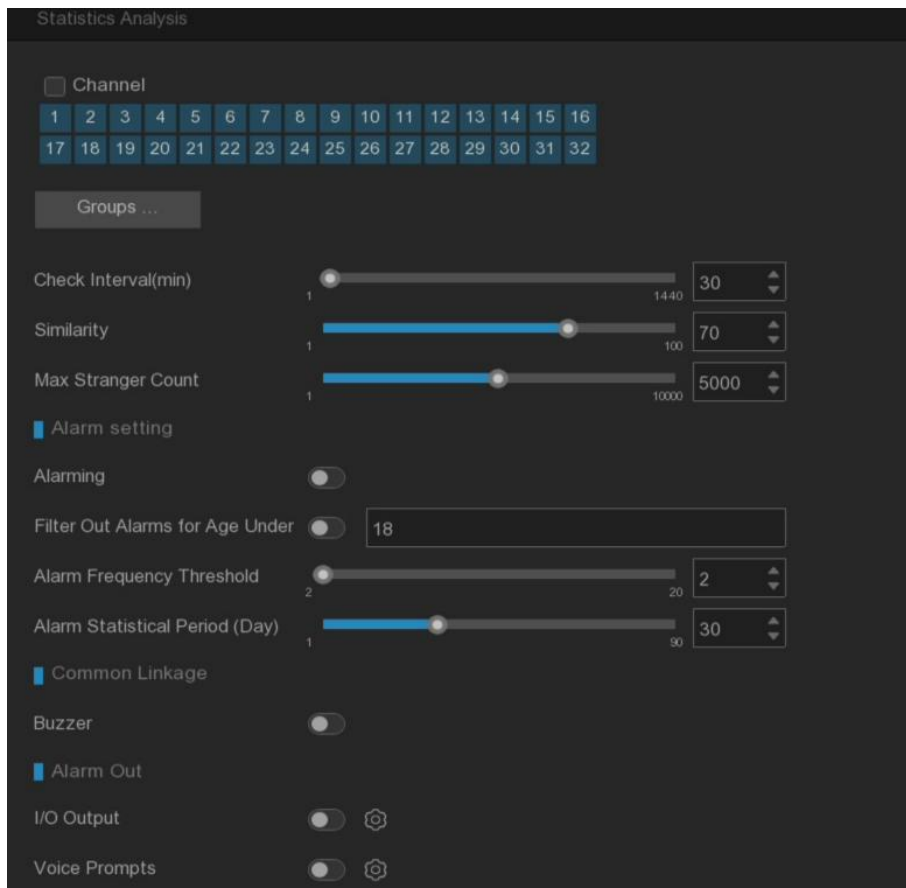 Statistics Analysis
Channel
1 2 3 4 5 6 7 8 9 10 11 12 13 14 15 16
17 18 19 20 21 22 23 24 25 26 27 28 29 30 31 32
Groups ...
Check Interval(min) 1 1440 30
Similarity 1 100 70
Max Stranger Count 1 10000 5000
Alarm setting
Alarming
Filter Out Alarms for Age Under 18
Alarm Frequency Threshold 2 20 2
Alarm Statistical Period (Day) 1 90 30
Common Linkage
Buzzer
Alarm Out
I/O Output
Voice Prompts